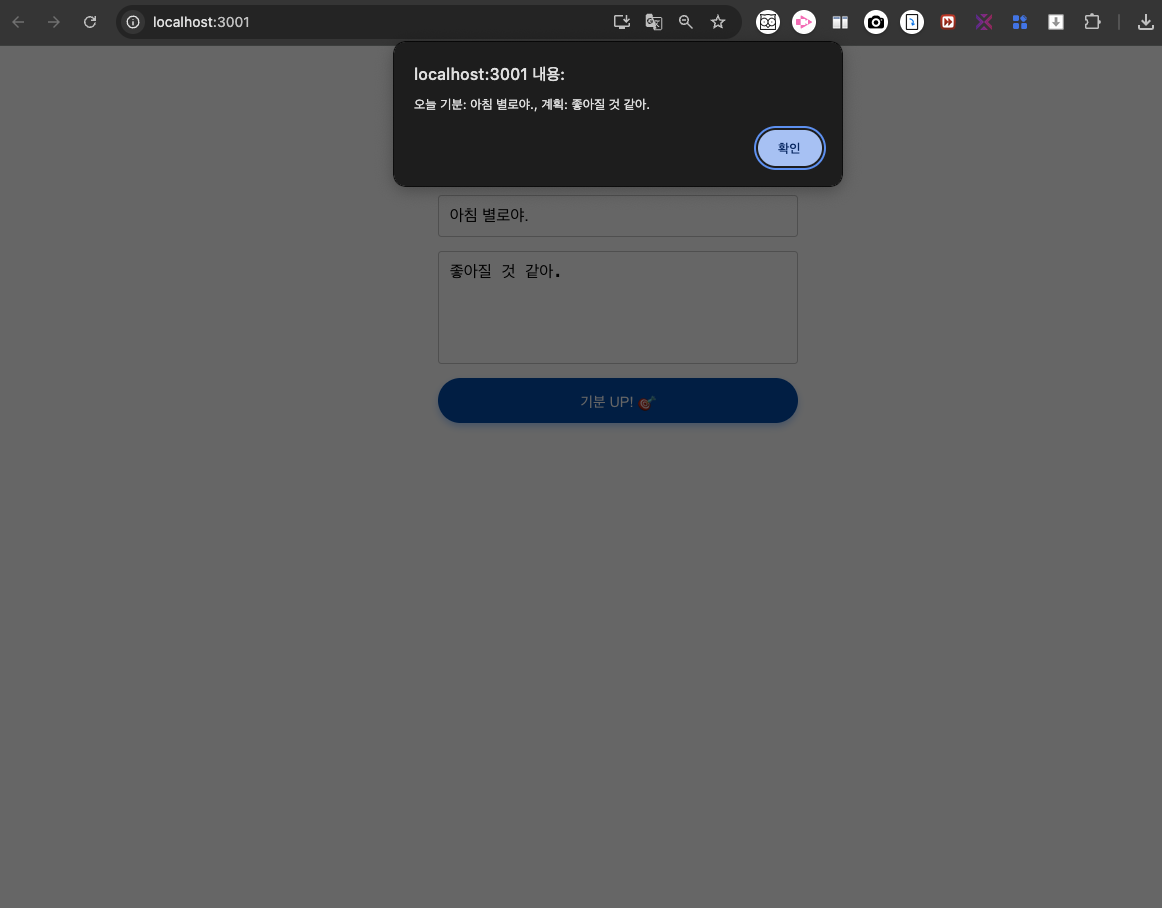 localhost:3001
localhost:3001 내용:
오늘 기분: 아침 별로야., 계획: 좋아질 것 같아.
확인
아침 별로야.
좋아질 것 같아.
기분 UP! 🎯